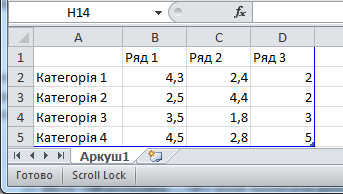 H14 fx
A B C D
1 Ряд 1 Ряд 2 Ряд 3
2 Категорія 1 4,3 2,4 2
3 Категорія 2 2,5 4,4 2
4 Категорія 3 3,5 1,8 3
5 Категорія 4 4,5 2,8 5
Аркуш1
Готово Scroll Lock